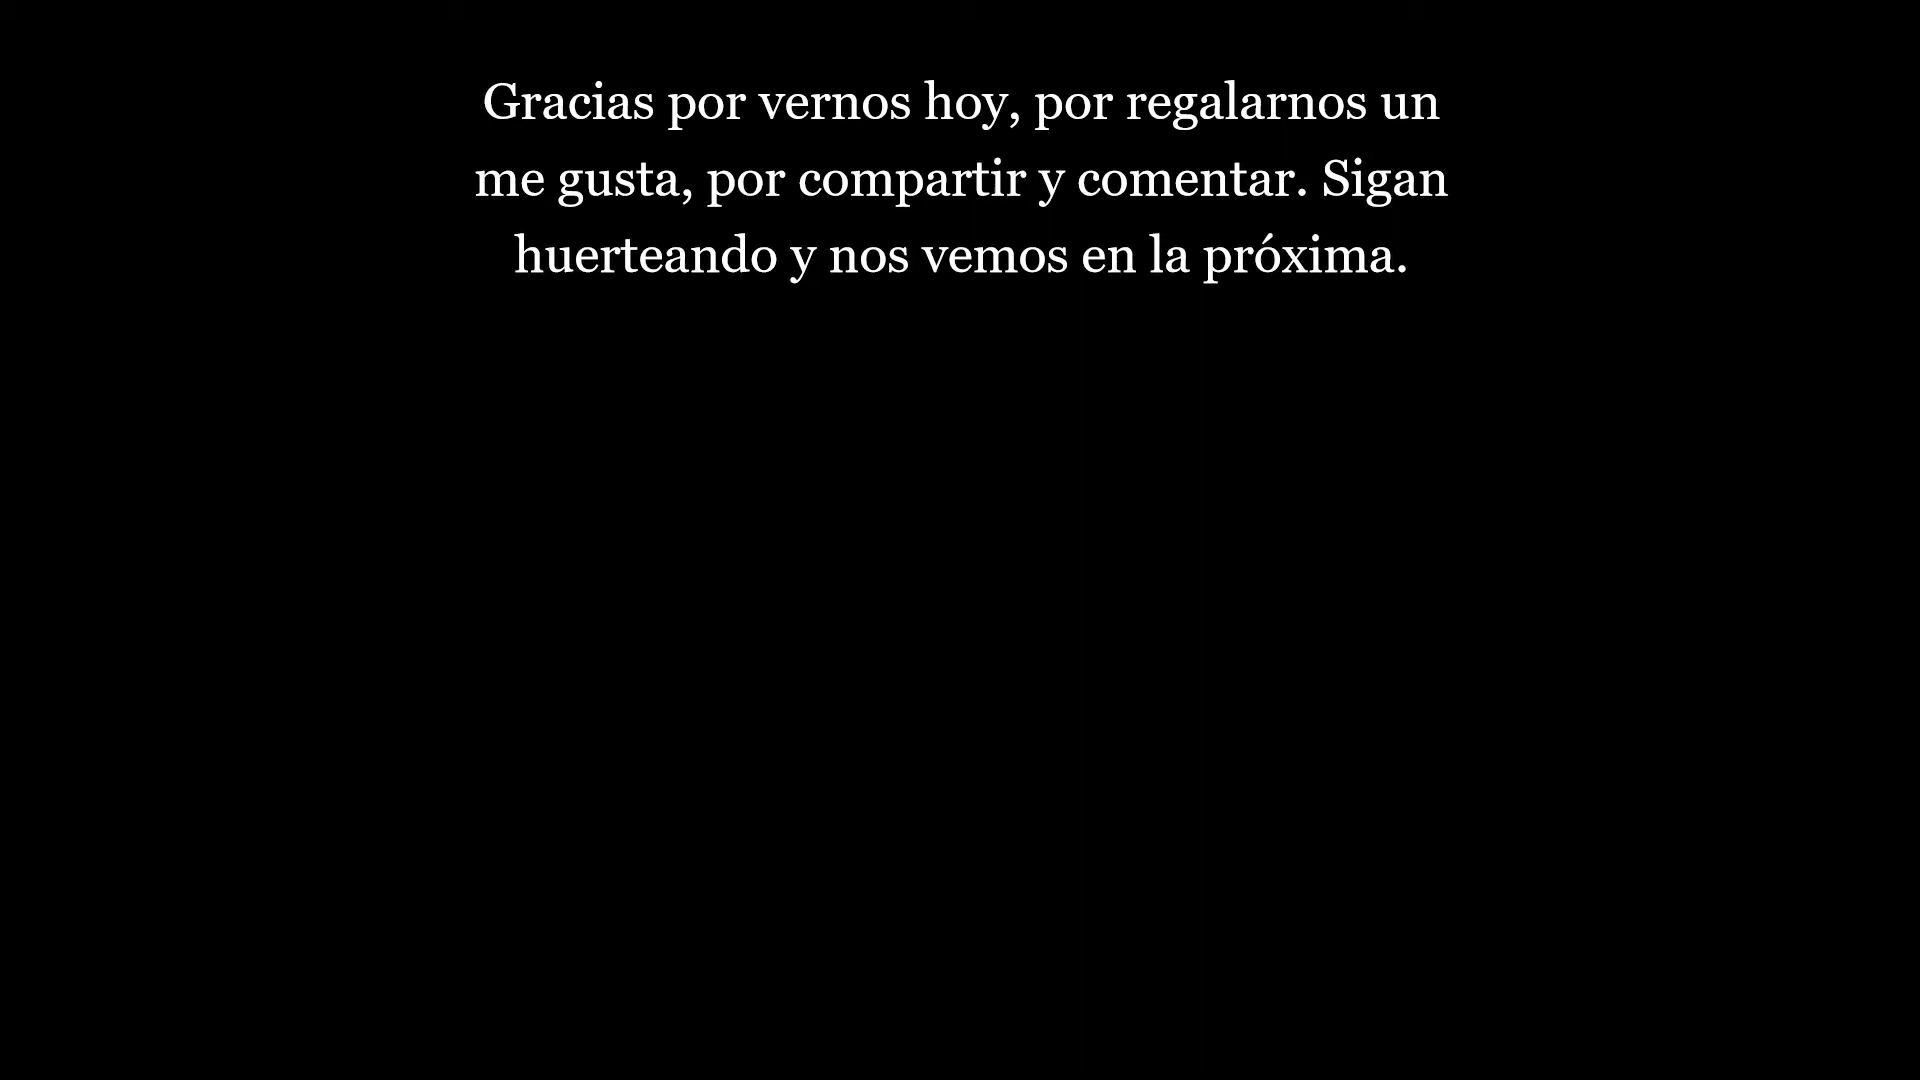 Gracias por vernos hoy, por regalarnos un
me gusta, por compartir y comentar. Sigan
huerteando y nos vemos en la próxima.